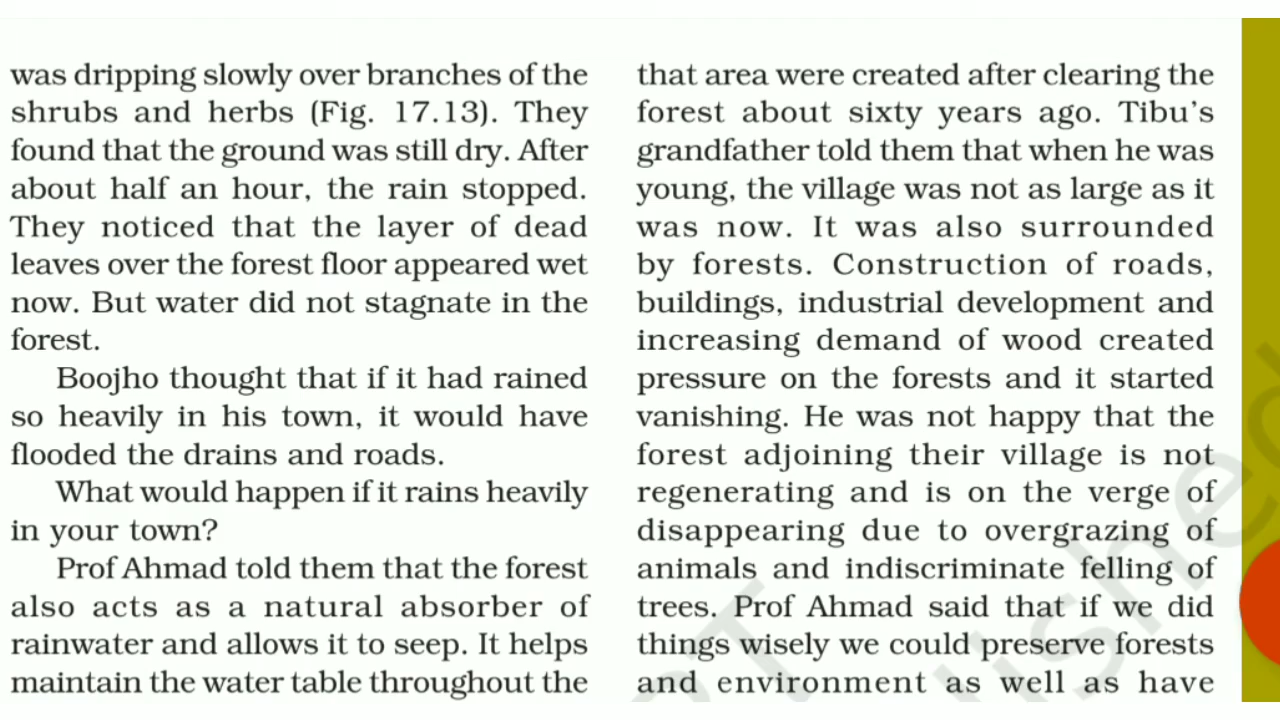 was dripping slowly over branches of the
shrubs and herbs (Fig. 17.13). They
found that the ground was still dry. After
about half an hour, the rain stopped.
They noticed that the layer of dead
leaves over the forest floor appeared wet
now. But water did not stagnate in the
forest.
Boojho thought that if it had rained
so heavily in his town, it would have
flooded the drains and roads.
What would happen if it rains heavily
in your town?
Prof Ahmad told them that the forest
also acts as a natural absorber of
rainwater and allows it to seep. It helps
maintain the water table throughout the
that area were created after clearing the
forest about sixty years ago. Tibu's
grandfather told them that when he was
young, the village was not as large as it
was now. It was also surrounded
by forests. Construction of roads,
buildings, industrial development and
increasing demand of wood created
pressure on the forests and it started
vanishing. He was not happy that the
forest adjoining their village is not
regenerating and is on the verge of
disappearing due to overgrazing of
animals and indiscriminate felling of
trees. Prof Ahmad said that if we did
things wisely we could preserve forests
and environment as well as have